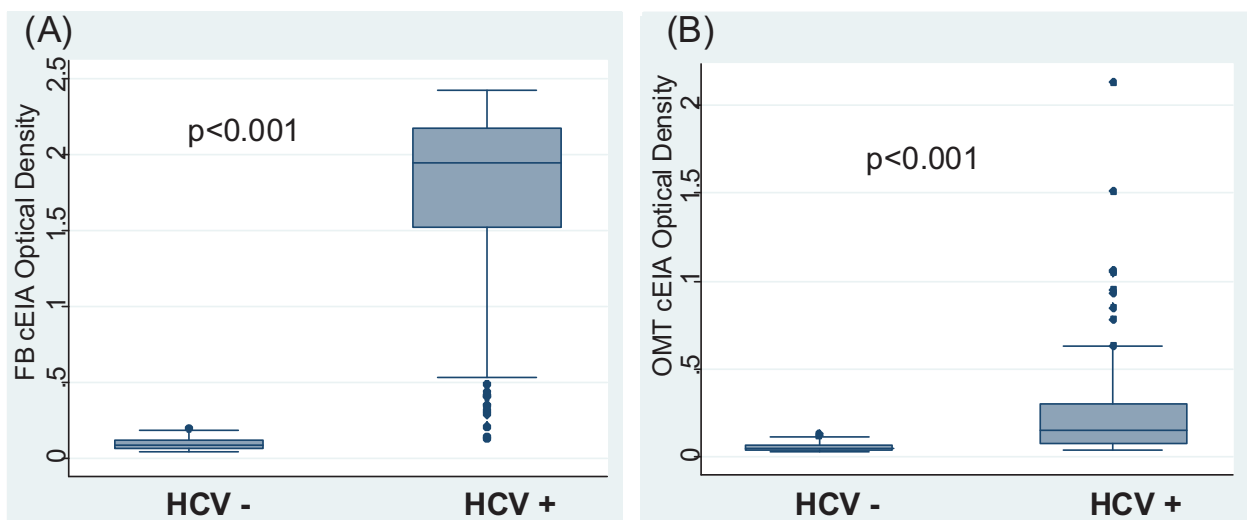 (A)
FB cEIA Optical Density
2.5
2
1.5
1
.5
0
p<0.001
HCV -
HCV +
(B)
OMT cEIA Optical Density
2
1.5
1
.5
0
p<0.001
HCV -
HCV +